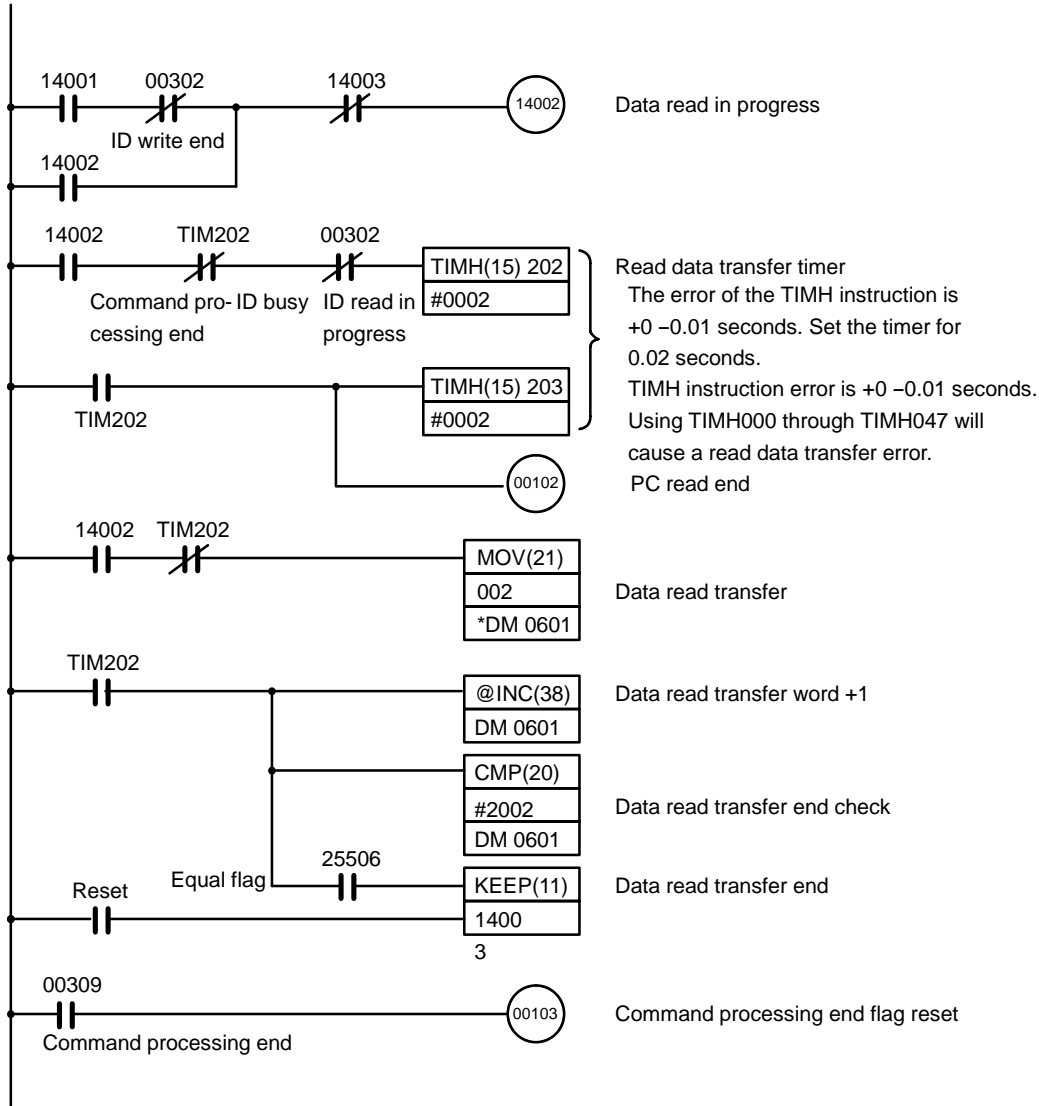 14001 00302 14003
14002 Data read in progress
ID write end
14002
14002 TIM202 00302
TIMH(15) 202 Read data transfer timer
Command pro- ID busy ID read in #0002 The error of the TIMH instruction is
cessing end progress +0 –0.01 seconds. Set the timer for
0.02 seconds.
TIMH(15) 203 TIMH instruction error is +0 –0.01 seconds.
TIM202 #0002 Using TIMH000 through TIMH047 will
cause a read data transfer error.
00102 PC read end
14002 TIM202
MOV(21)
002 Data read transfer
*DM 0601
TIM202
@INC(38) Data read transfer word +1
DM 0601
CMP(20)
#2002 Data read transfer end check
DM 0601
25506
Reset Equal flag KEEP(11) Data read transfer end
1400
3
00309
00103 Command processing end flag reset
Command processing end